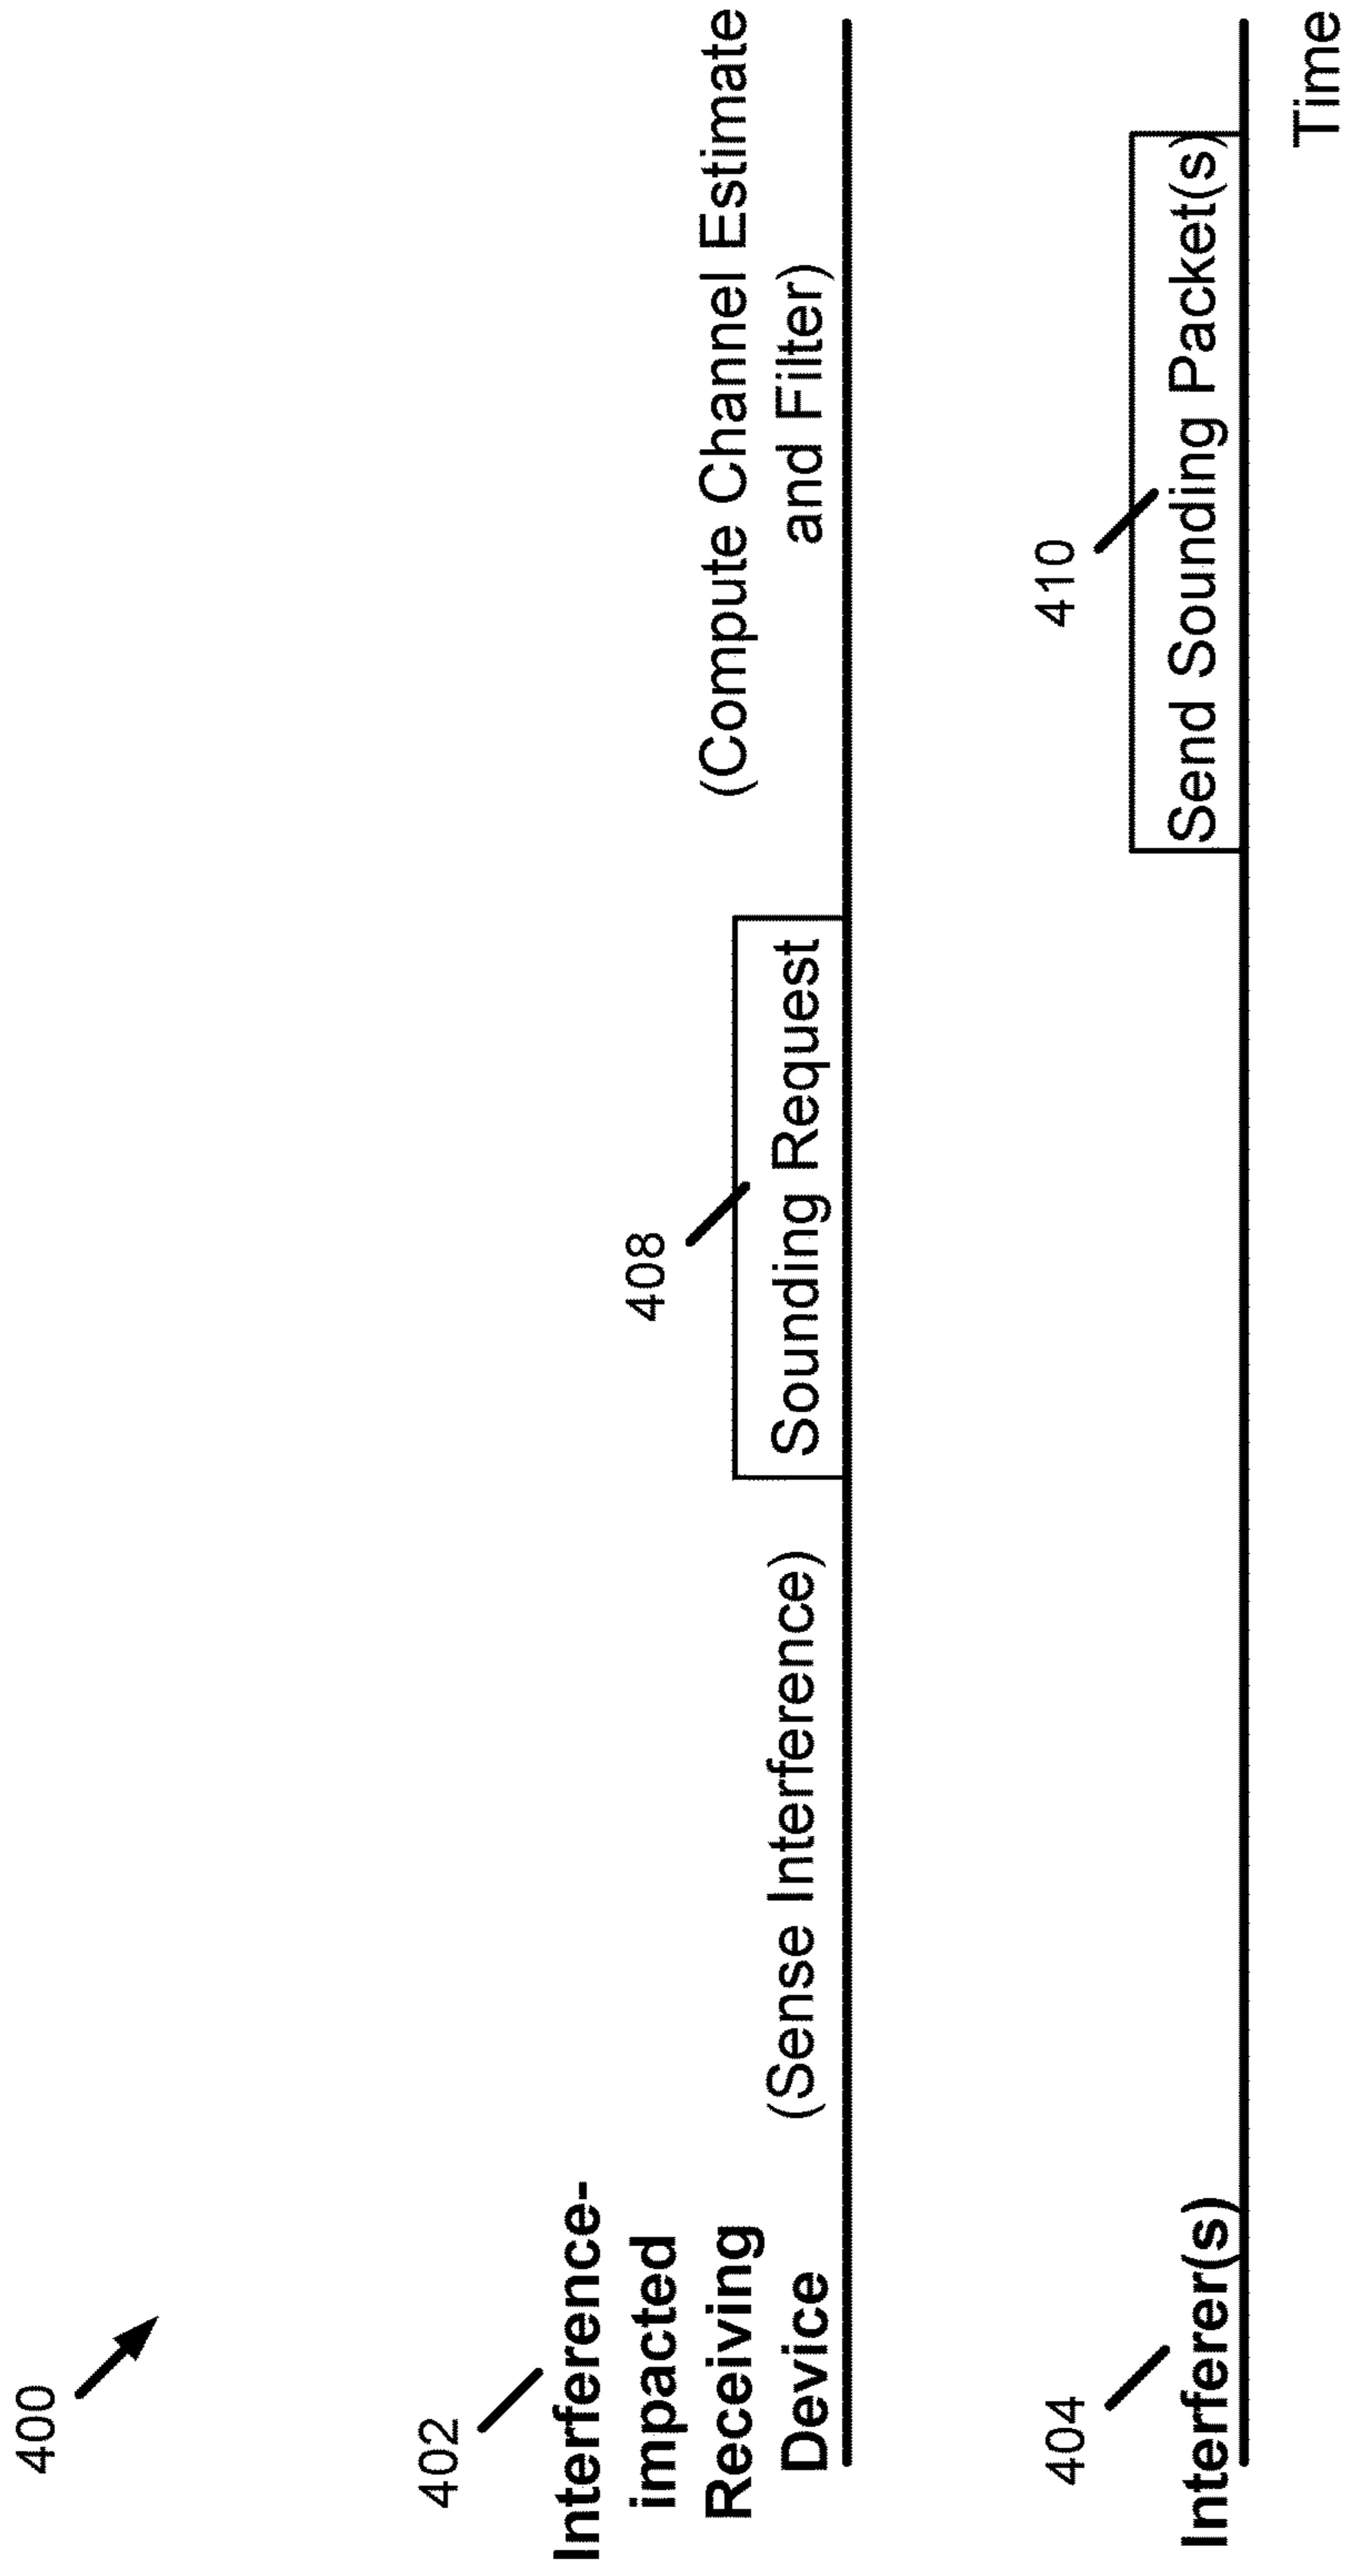 400
402
Interference-
impacted
Receiving
Device
(Sense Interference)
408
Sounding Request
(Compute Channel Estimate
and Filter)
404
Interferer(s)
410
Send Sounding Packet(s)
Time